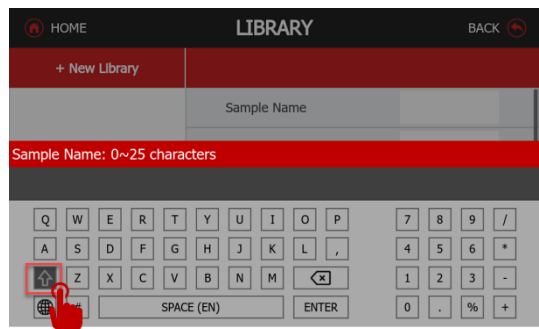 HOME LIBRARY BACK
+ New Library
Sample Name
Sample Name: 0~25 characters
Q W E R T Y U I O P 7 8 9 /
A S D F G H J K L , 4 5 6 *
Z X C V B N M 1 2 3 -
SPACE (EN) ENTER 0 . % +